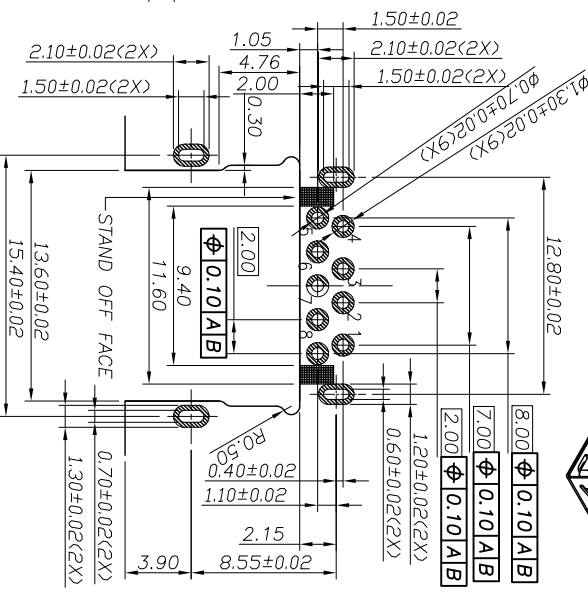 1.50±0.02
1.05
2.10±0.02(2X)
2.10±0.02(2X)
4.76
1.50±0.02(2X)
1.50±0.02(2X)
2.00
0.30
Ø0.70±0.02(9X)
Ø1.30±0.02(9X)
12.80±0.02
STAND OFF FACE
13.60±0.02
15.40±0.02
11.60
9.40
2.00
⌖ 0.10 A B
5
4
6
3
7
2
8
1
8.00 ⌖ 0.10 A B
7.00 ⌖ 0.10 A B
2.00 ⌖ 0.10 A B
R0.50
0.40±0.02
1.10±0.02
1.20±0.02(2X)
0.60±0.02(2X)
2.15
0.70±0.02(2X)
1.30±0.02(2X)
3.90
8.55±0.02